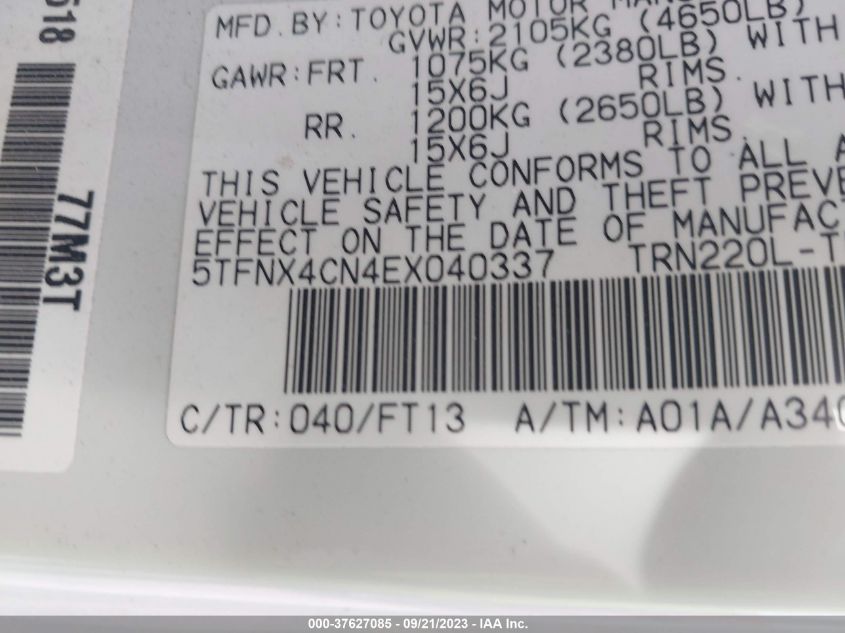 MFD. BY: TOYOTA MOTOR
GVWR: 2105KG (4650LB)
GAWR: FRT. 1075KG (2380LB) WITH
15X6J RIMS.
RR. 1200KG (2650LB) WITH
15X6J RIMS.
THIS VEHICLE CONFORMS TO ALL
VEHICLE SAFETY AND THEFT PREVE
EFFECT ON THE DATE OF MANUFAC
5TFNX4CN4EX040337 TRN220L-T
C/TR: 040/FT13 A/TM: A01A/A340
518
77M3T
000-37627085 - 09/21/2023 - IAA Inc.